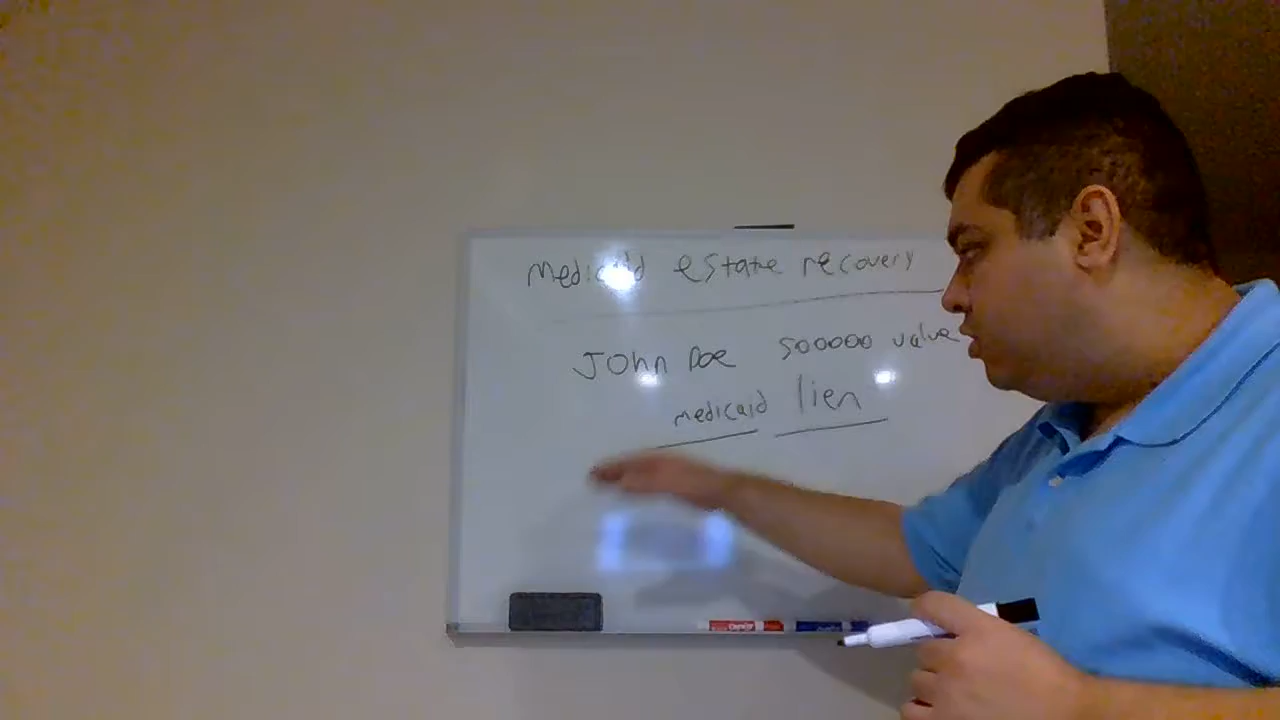 Medicaid estate recovery
John Doe 500000 value
medicaid lien